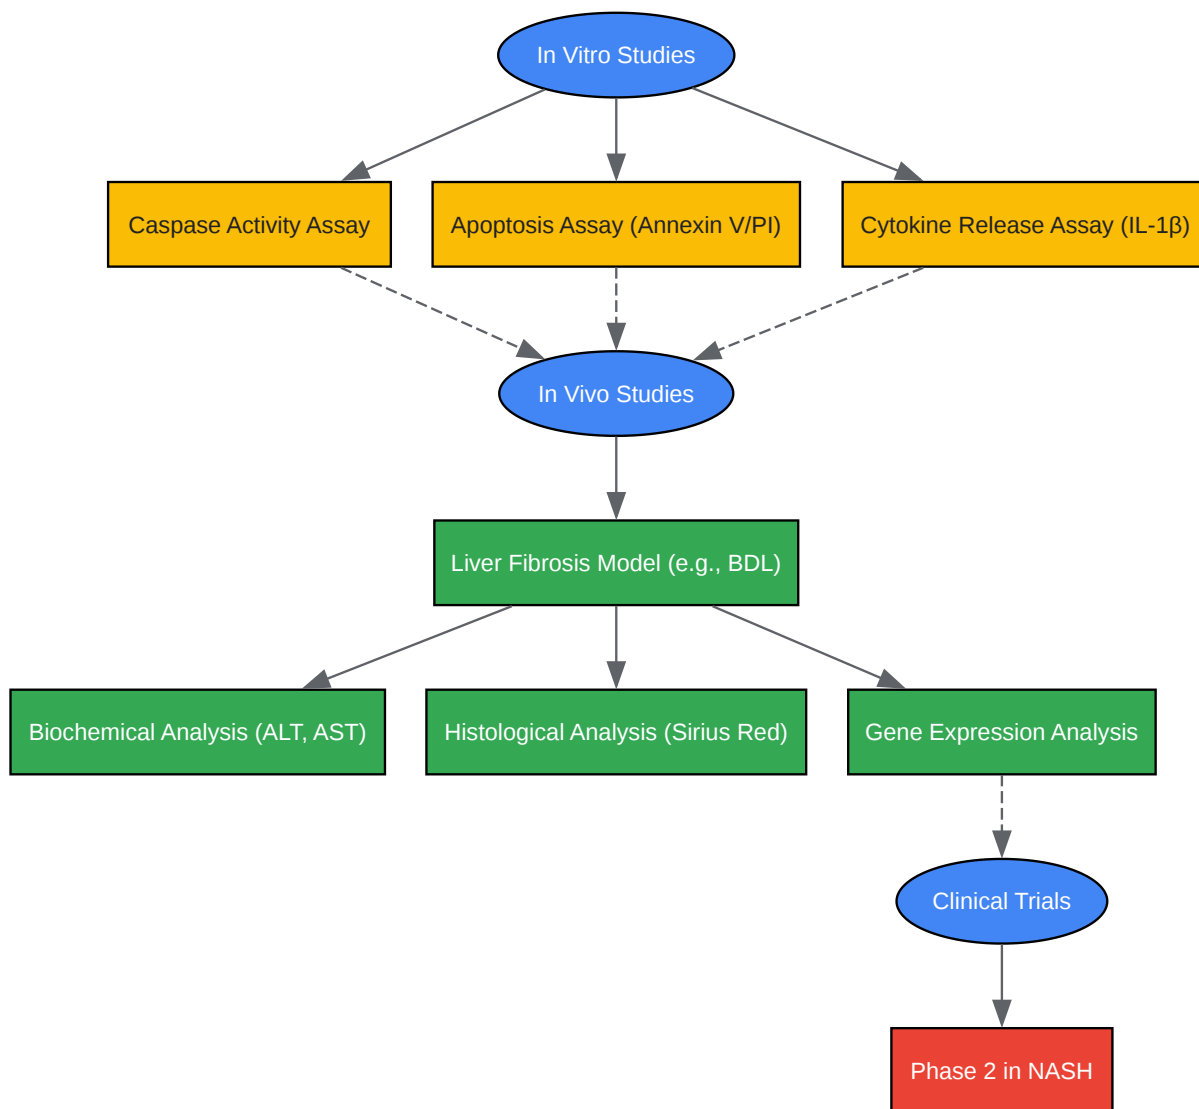 In Vitro Studies
Caspase Activity Assay
Apoptosis Assay (Annexin V/PI)
Cytokine Release Assay (IL-1β)
In Vivo Studies
Liver Fibrosis Model (e.g., BDL)
Biochemical Analysis (ALT, AST)
Histological Analysis (Sirius Red)
Gene Expression Analysis
Clinical Trials
Phase 2 in NASH